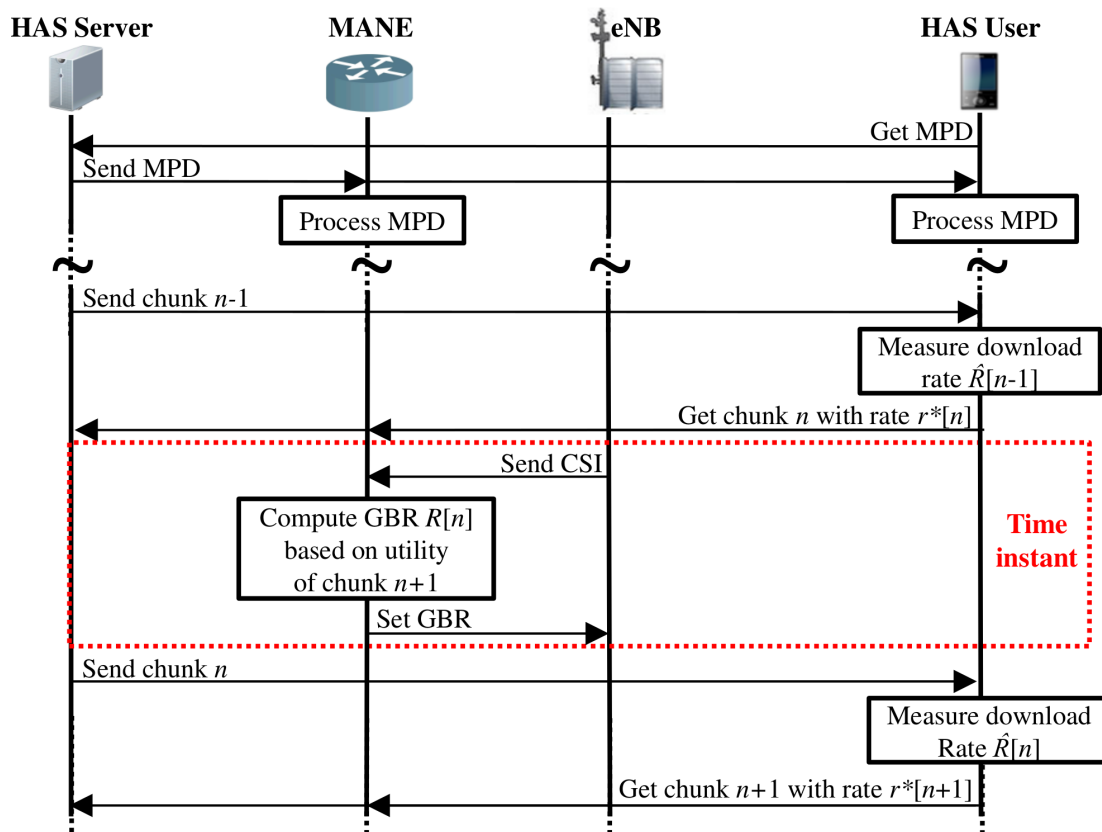 HAS Server
MANE
eNB
HAS User
Get MPD
Send MPD
Process MPD
Process MPD
~
~
~
~
Send chunk n-1
Measure download
rate R̂[n-1]
Get chunk n with rate r*[n]
Send CSI
Compute GBR R[n]
based on utility
of chunk n+1
Time
instant
Set GBR
Send chunk n
Measure download
Rate R̂[n]
Get chunk n+1 with rate r*[n+1]